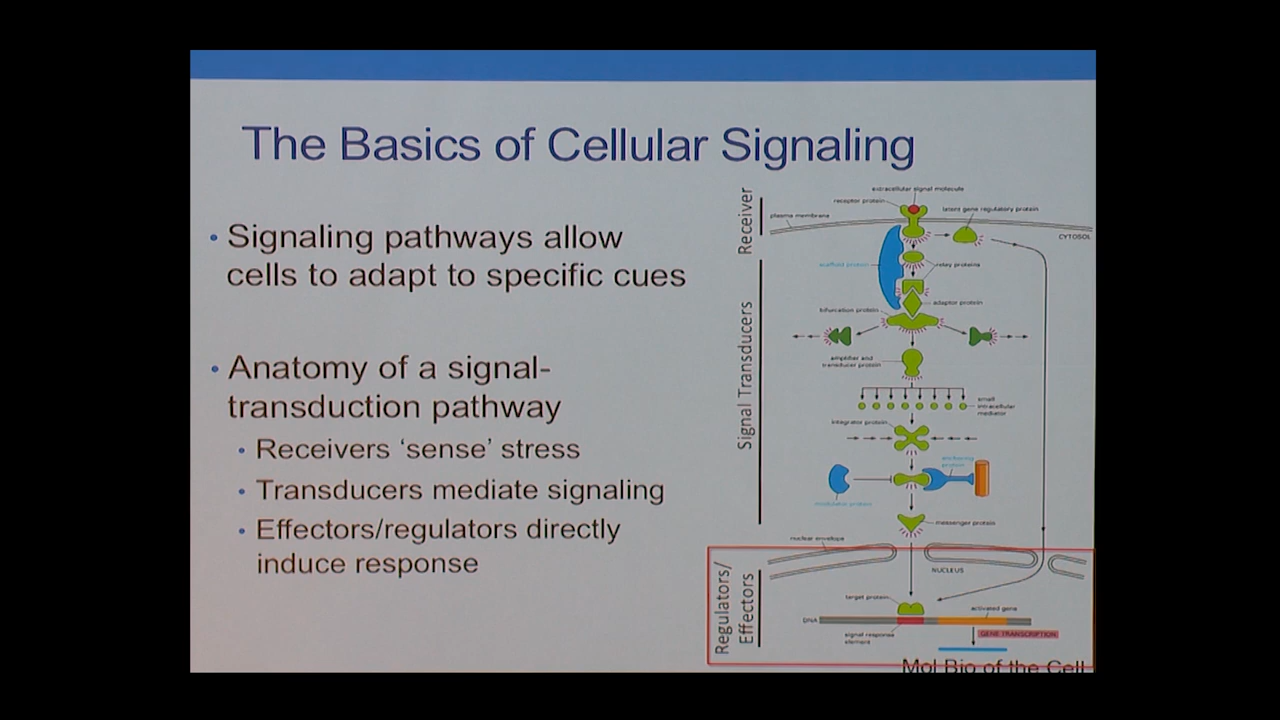 The Basics of Cellular Signaling
• Signaling pathways allow
cells to adapt to specific cues
• Anatomy of a signal-
transduction pathway
• Receivers ‘sense’ stress
• Transducers mediate signaling
• Effectors/regulators directly
induce response
Receiver
Signal Transducers
Regulators/
Effectors
extracellular signal molecule
receptor protein
latent gene regulatory protein
plasma membrane
CYTOSOL
scaffold protein
relay proteins
adaptor protein
bifurcation protein
amplifier and
transducer protein
small
intracellular
mediator
integrator protein
anchoring
protein
modulator protein
messenger protein
nuclear envelope
NUCLEUS
target protein
activated gene
DNA
signal response
element
GENE TRANSCRIPTION
Mol Bio of the Cell